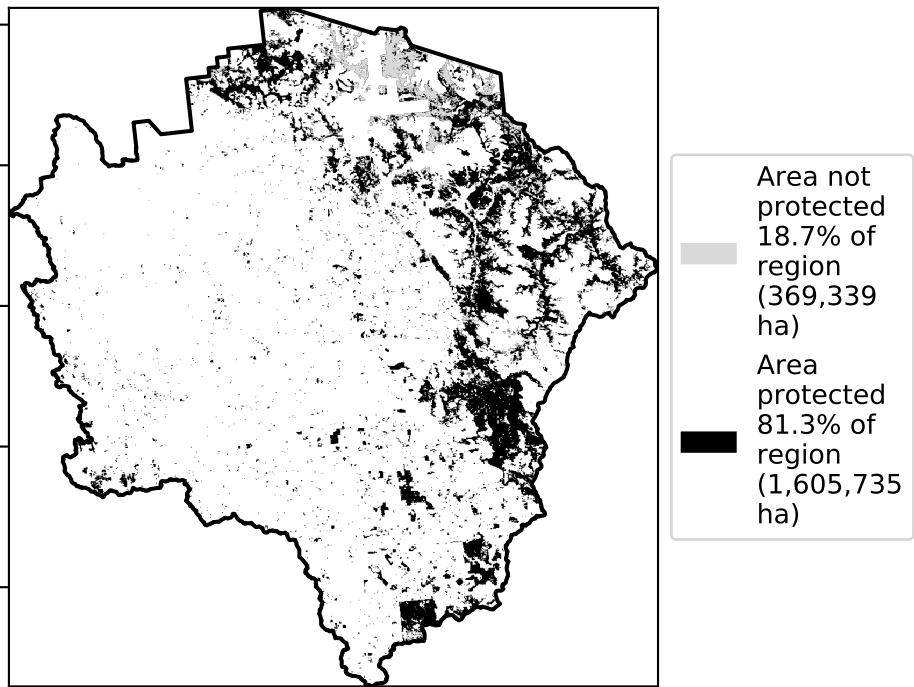 Area not
protected
18.7% of
region
(369,339
ha)
Area
protected
81.3% of
region
(1,605,735
ha)